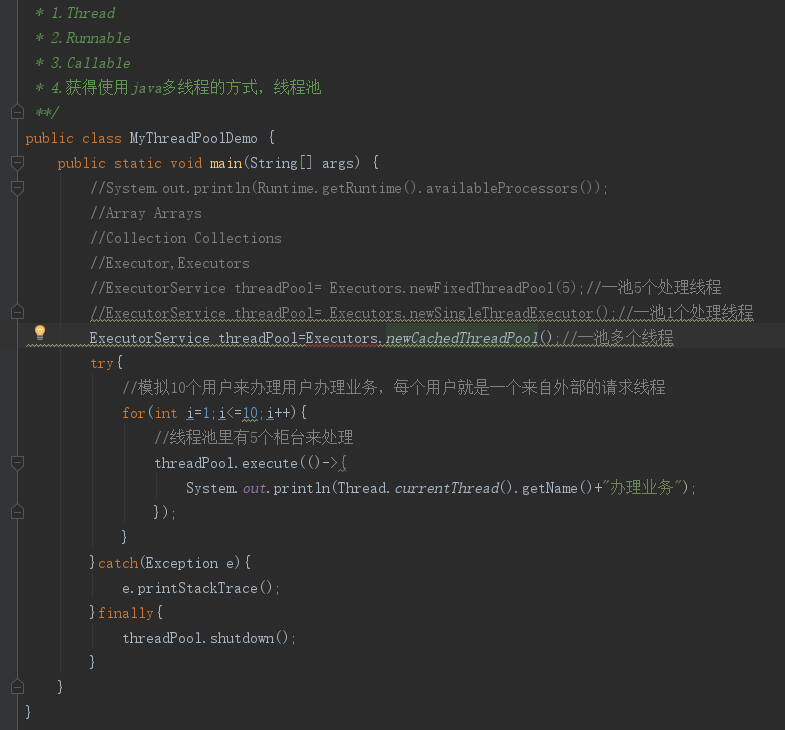 * 1.Thread
* 2.Runnable
* 3.Callable
* 4.获得使用java多线程的方式，线程池
**/
public class MyThreadPoolDemo {
public static void main(String[] args) {
//System.out.println(Runtime.getRuntime().availableProcessors());
//Array Arrays
//Collection Collections
//Executor,Executors
//ExecutorService threadPool= Executors.newFixedThreadPool(5);//一池5个处理线程
//ExecutorService threadPool= Executors.newSingleThreadExecutor();//一池1个处理线程
ExecutorService threadPool=Executors.newCachedThreadPool();//一池多个线程
try{
//模拟10个用户来办理用户办理业务，每个用户就是一个来自外部的请求线程
for(int i=1;i<=10;i++){
//线程池里有5个柜台来处理
threadPool.execute(()->{
System.out.println(Thread.currentThread().getName()+"办理业务");
});
}
}catch(Exception e){
e.printStackTrace();
}finally{
threadPool.shutdown();
}
}
}